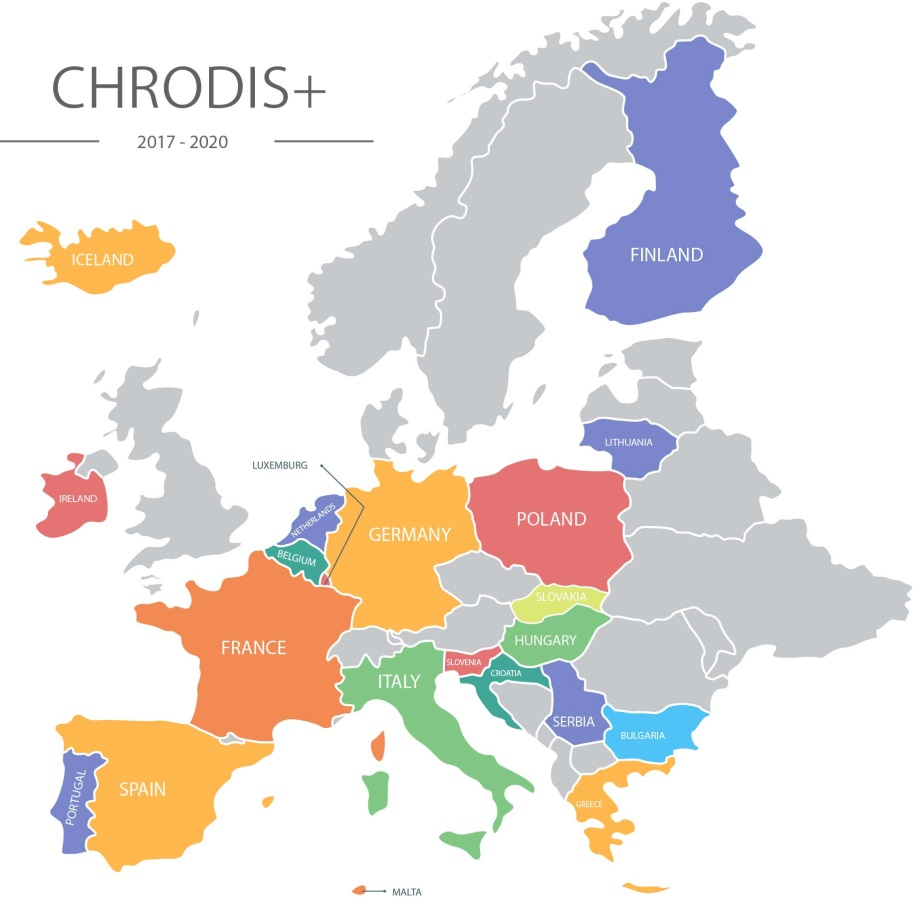 CHRODIS+
2017 - 2020
ICELAND
FINLAND
LITHUANIA
LUXEMBURG
IRELAND
NETHERLANDS
POLAND
GERMANY
BELGIUM
SLOVAKIA
HUNGARY
FRANCE
SLOVENIA
CROATIA
ITALY
SERBIA
BULGARIA
SPAIN
PORTUGAL
GREECE
MALTA